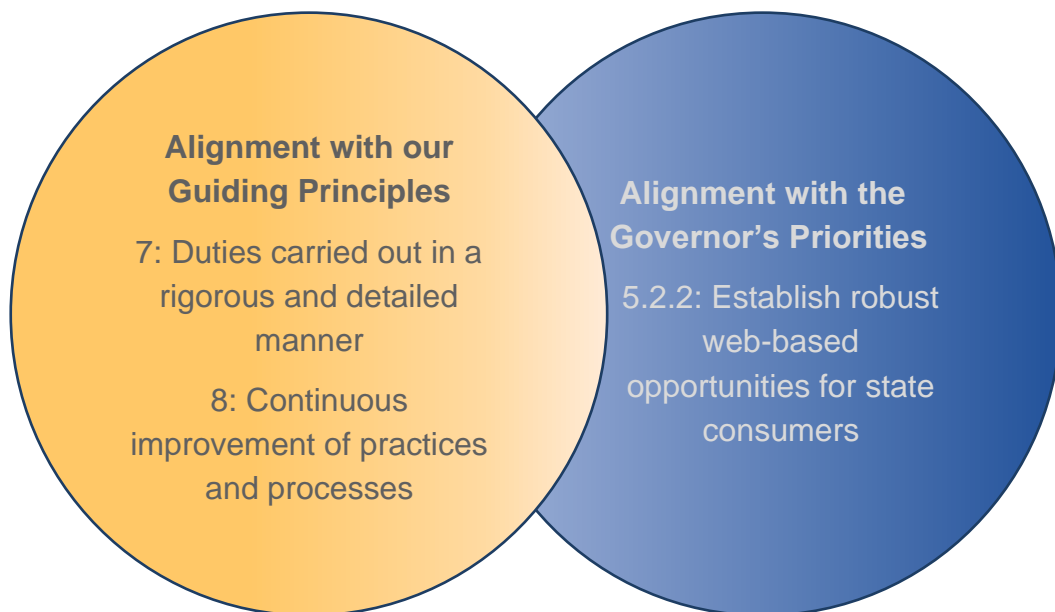 Alignment with our
Guiding Principles
7: Duties carried out in a
rigorous and detailed
manner
8: Continuous
improvement of practices
and processes
Alignment with the
Governor’s Priorities
5.2.2: Establish robust
web-based
opportunities for state
consumers